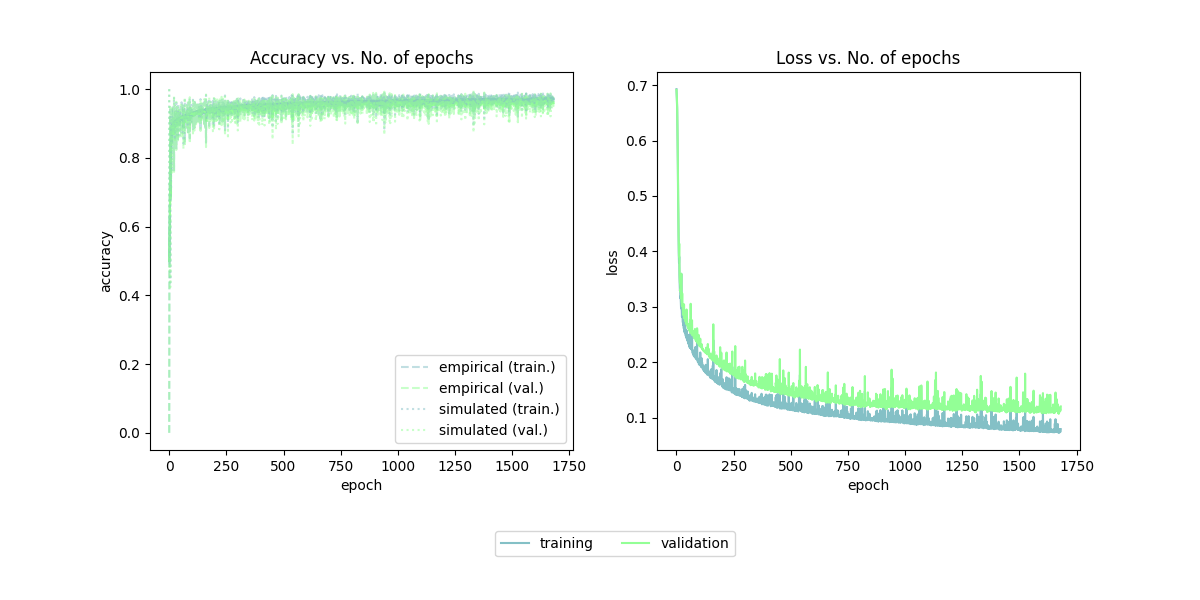 Accuracy vs. No. of epochs
1.0
0.8
0.6
0.4
0.2
0.0
accuracy
0 250 500 750 1000 1250 1500 1750
epoch
empirical (train.)
empirical (val.)
simulated (train.)
simulated (val.)
Loss vs. No. of epochs
0.7
0.6
0.5
0.4
0.3
0.2
0.1
loss
0 250 500 750 1000 1250 1500 1750
epoch
training validation